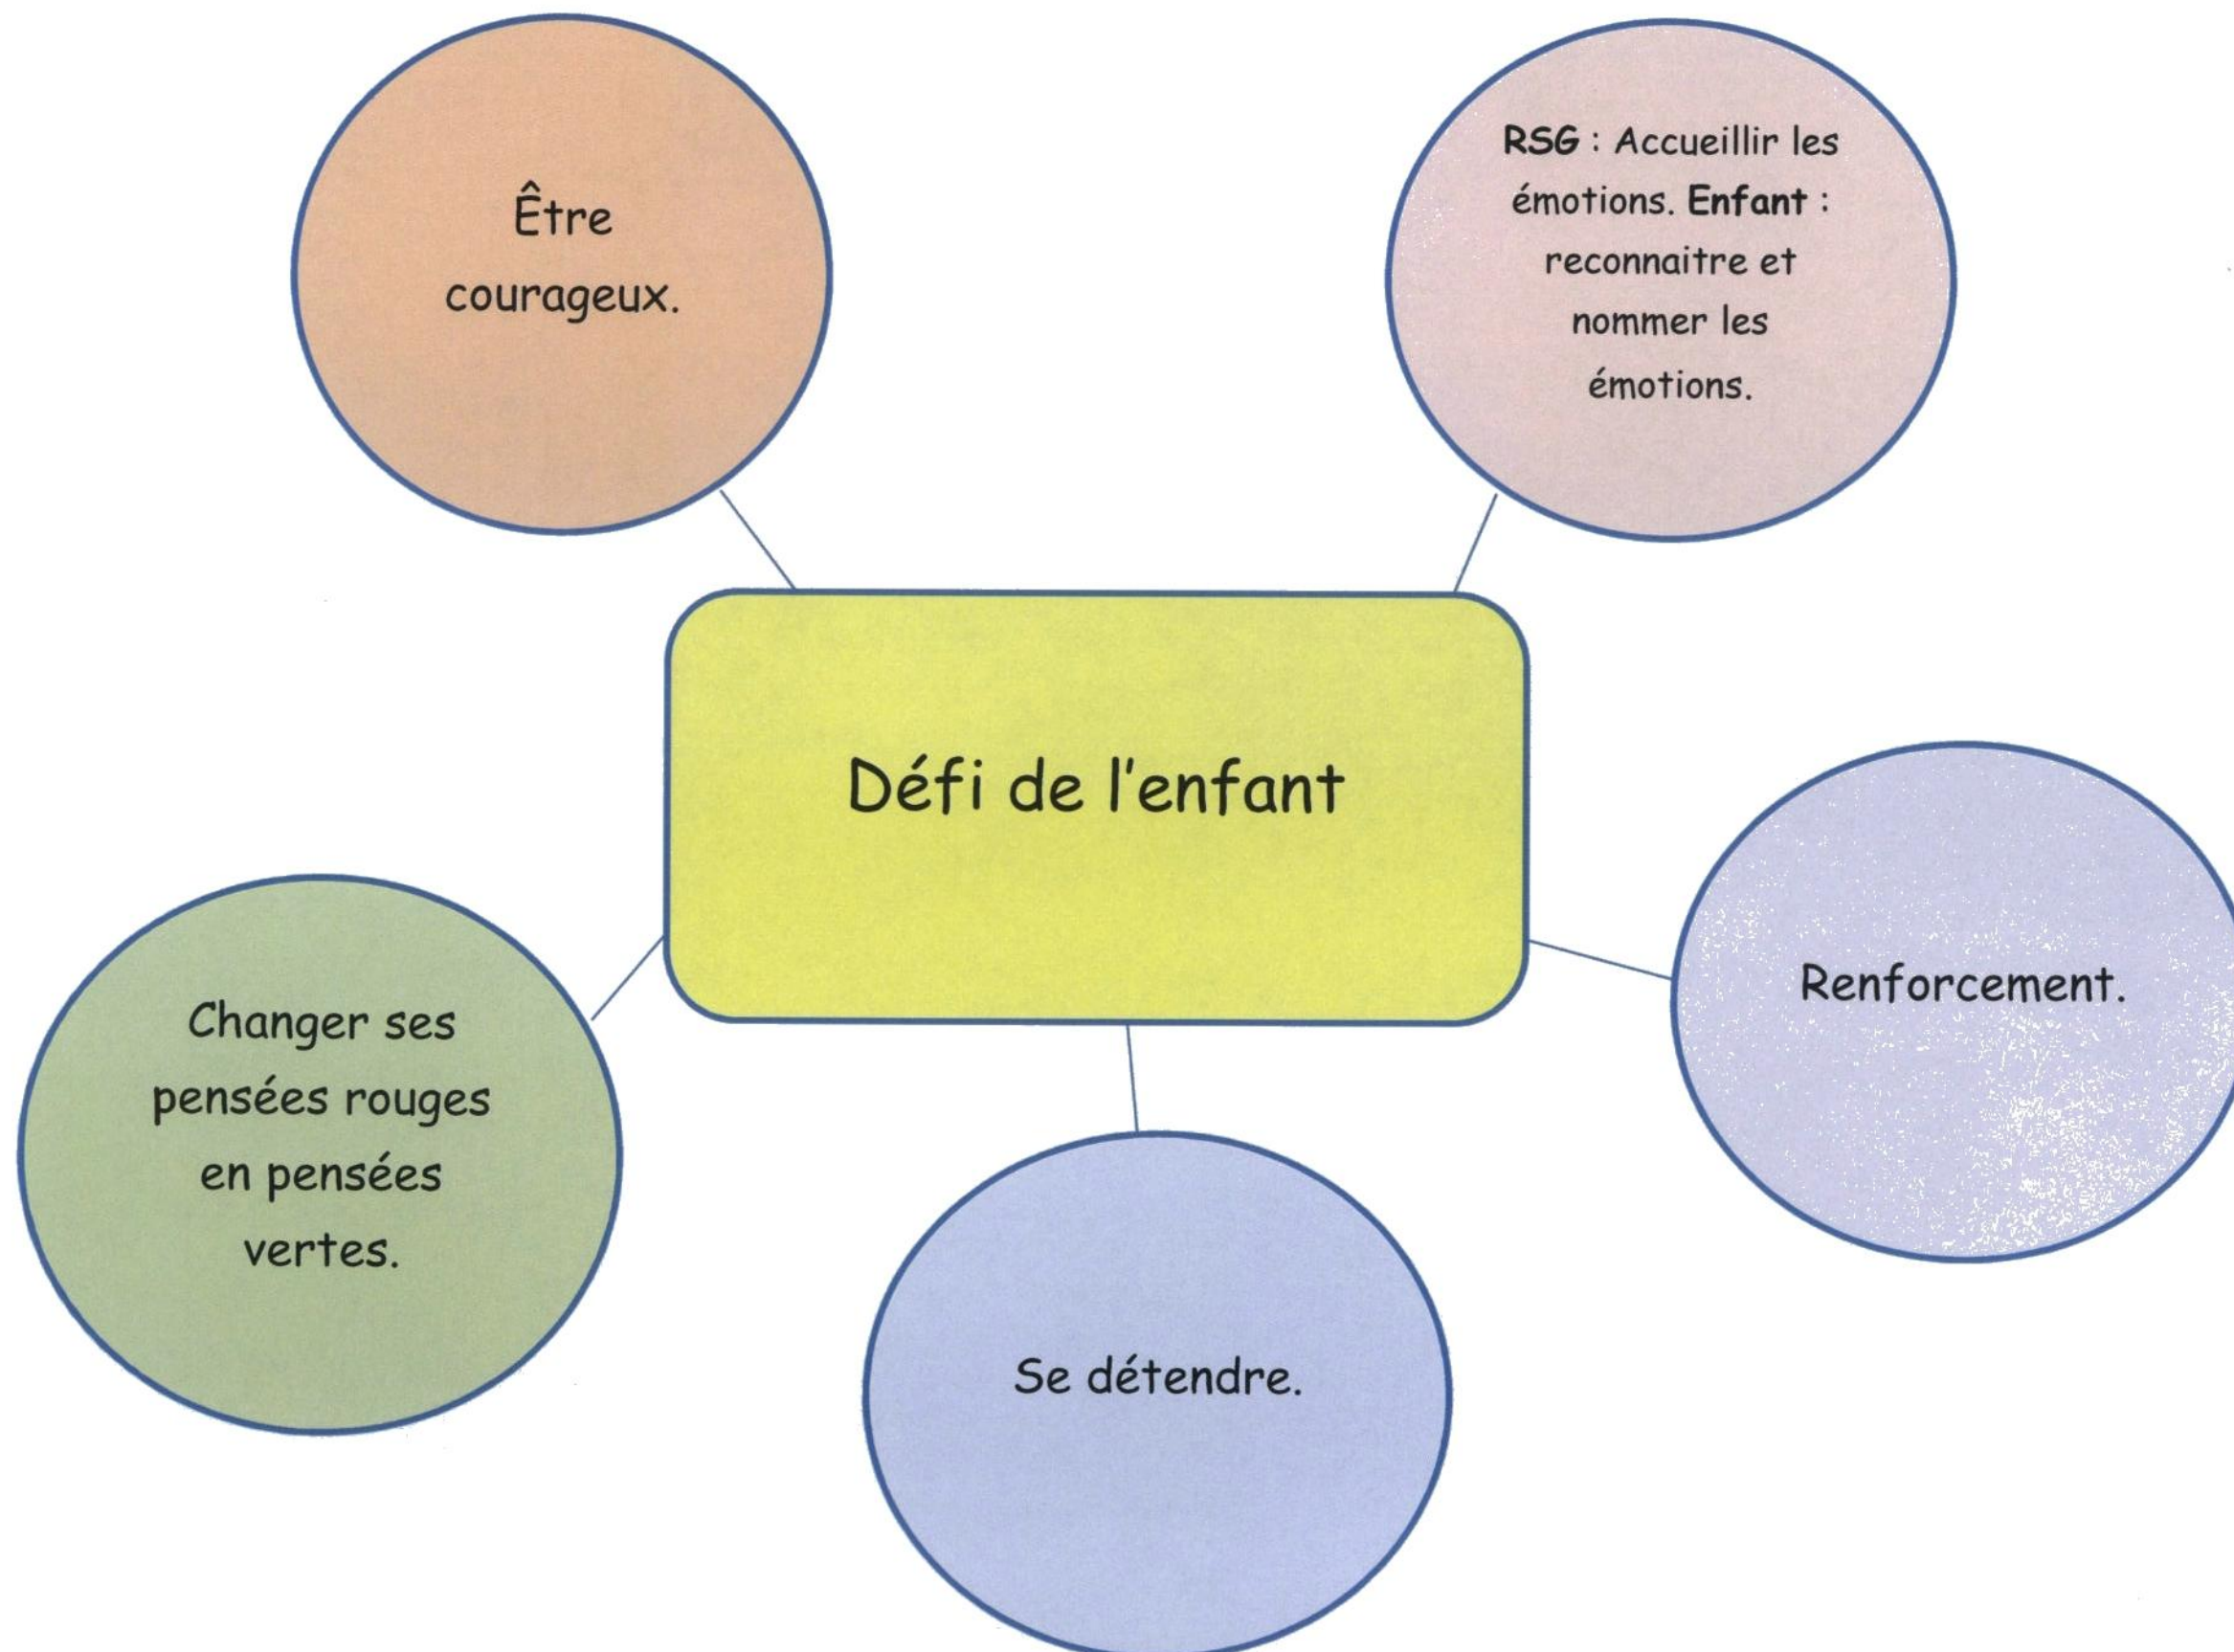 Être
courageux.
RSG : Accueillir les
émotions. Enfant :
reconnaitre et
nommer les
émotions.
Défi de l'enfant
Renforcement.
Changer ses
pensées rouges
en pensées
vertes.
Se détendre.